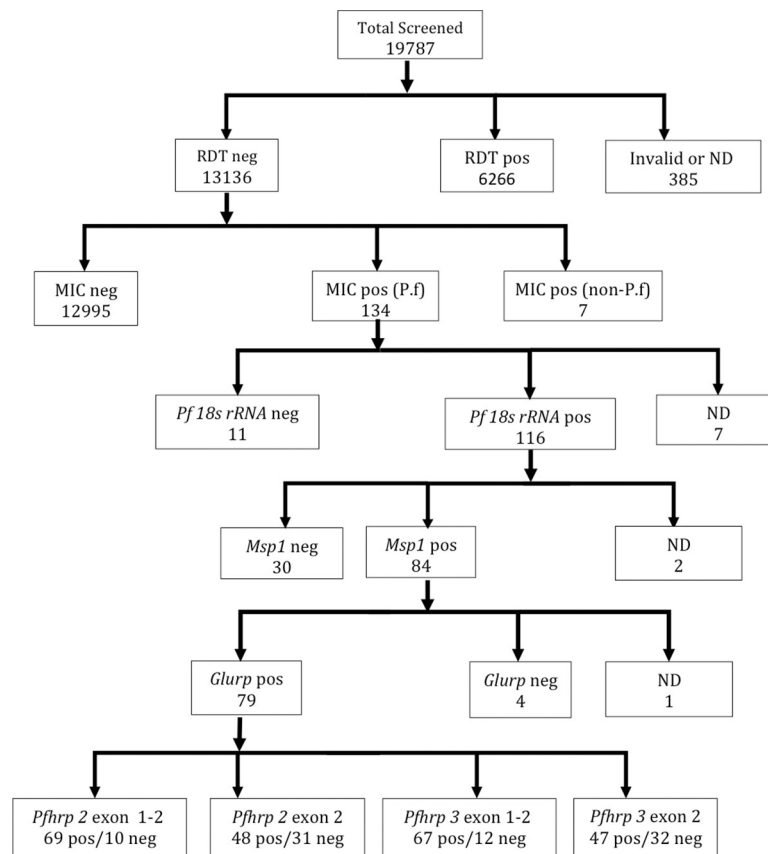 Total Screened
19787
RDT neg
13136
RDT pos
6266
Invalid or ND
385
MIC neg
12995
MIC pos (P.f)
134
MIC pos (non-P.f)
7
Pf 18s rRNA neg
11
Pf 18s rRNA pos
116
ND
7
Msp1 neg
30
Msp1 pos
84
ND
2
Glurp pos
79
Glurp neg
4
ND
1
Pfhrp 2 exon 1-2
69 pos/10 neg
Pfhrp 2 exon 2
48 pos/31 neg
Pfhrp 3 exon 1-2
67 pos/12 neg
Pfhrp 3 exon 2
47 pos/32 neg